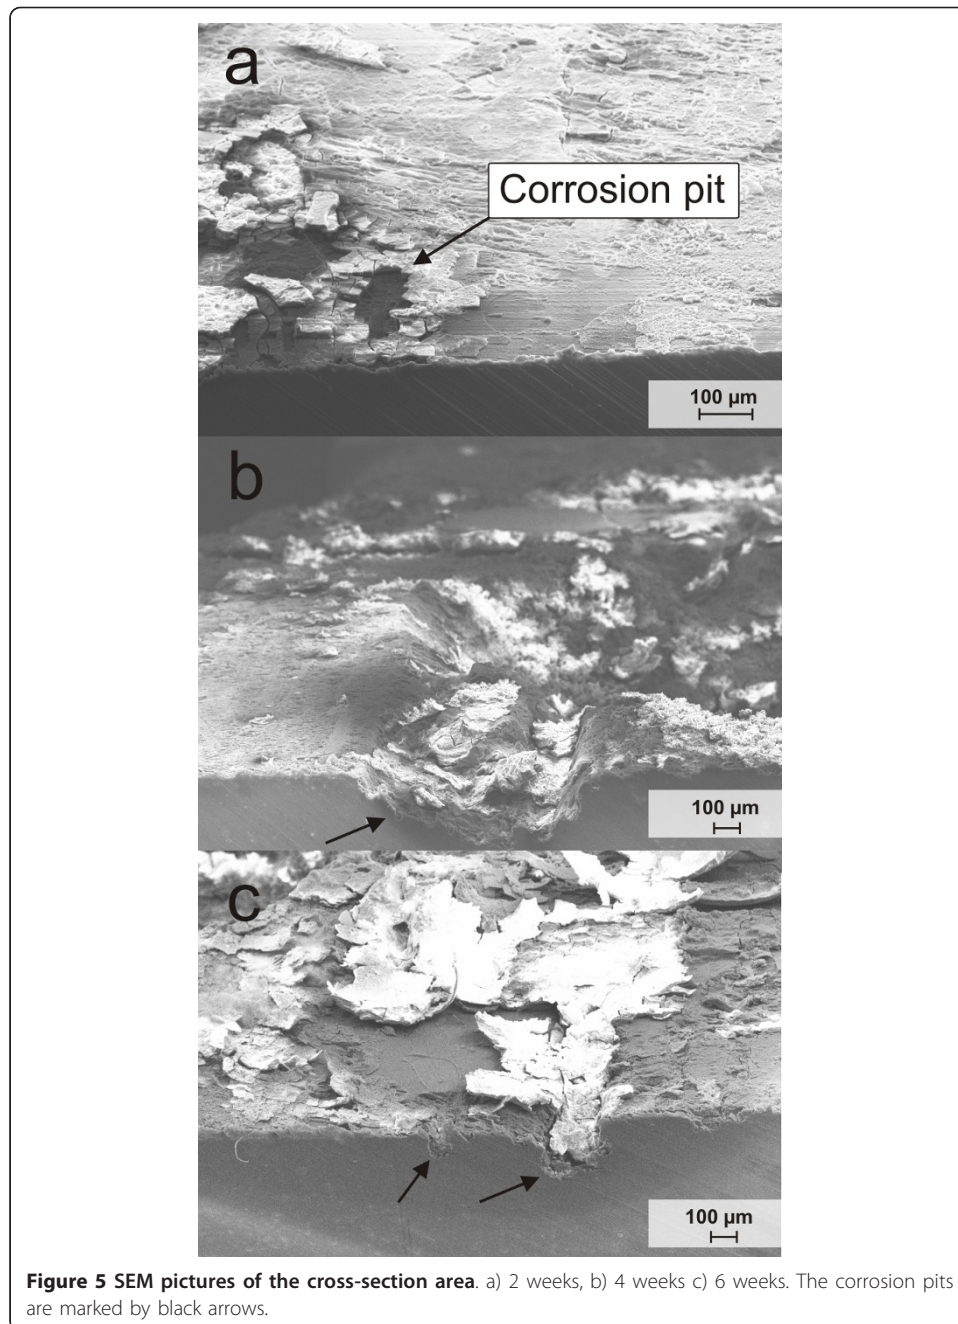 a
Corrosion pit
100 µm
b
100 µm
c
100 µm
Figure 5 SEM pictures of the cross-section area. a) 2 weeks, b) 4 weeks c) 6 weeks. The corrosion pits
are marked by black arrows.